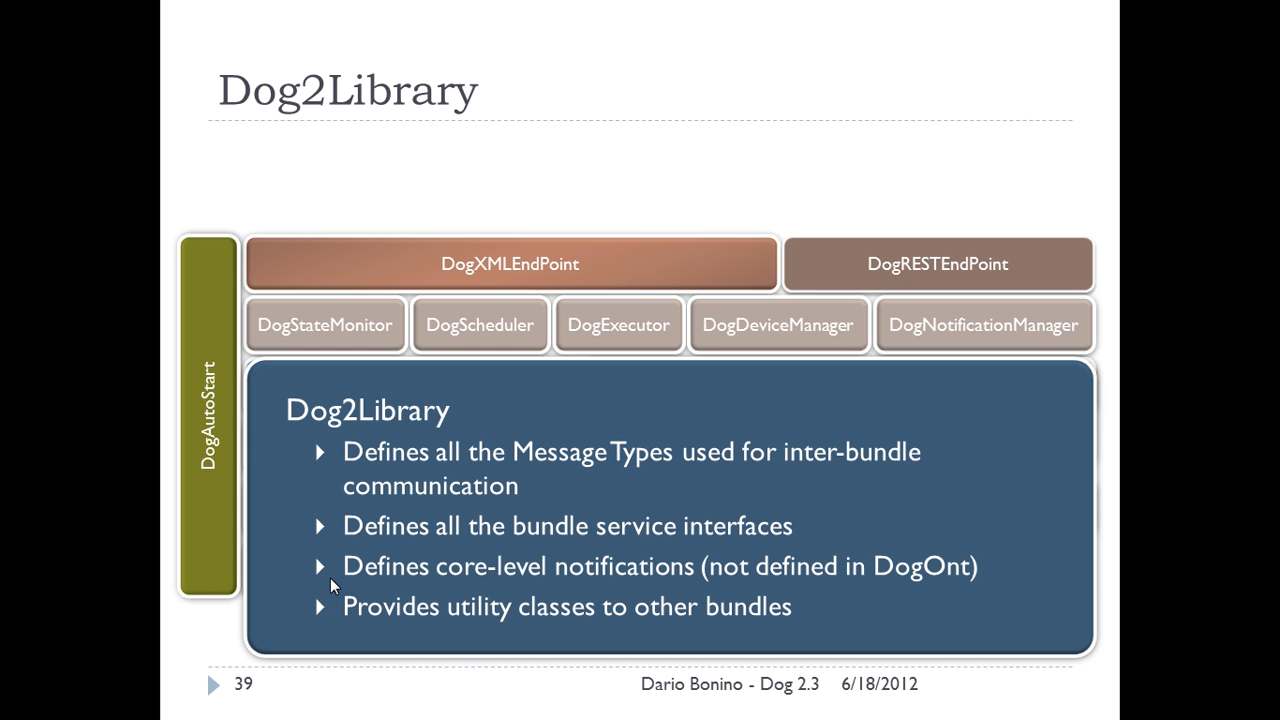 Dog2Library
DogXMLEndPoint
DogRESTEndPoint
DogStateMonitor
DogScheduler
DogExecutor
DogDeviceManager
DogNotificationManager
DogAutoStart
Dog2Library
Defines all the Message Types used for inter-bundle
communication
Defines all the bundle service interfaces
Defines core-level notifications (not defined in DogOnt)
Provides utility classes to other bundles
39
Dario Bonino - Dog 2.3
6/18/2012